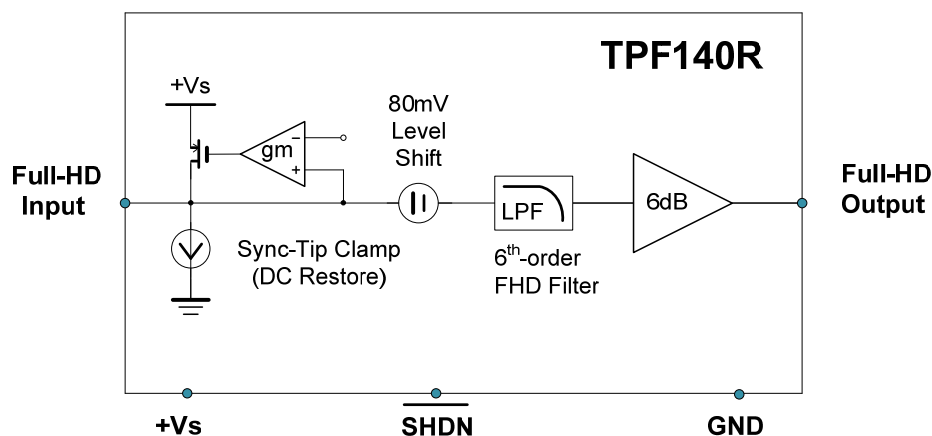 TPF140R
+Vs
80mV
Level
Shift
gm
−
+
Full-HD
Input
Full-HD
Output
LPF
6dB
Sync-Tip Clamp
(DC Restore)
6th-order
FHD Filter
+Vs
SHDN
GND